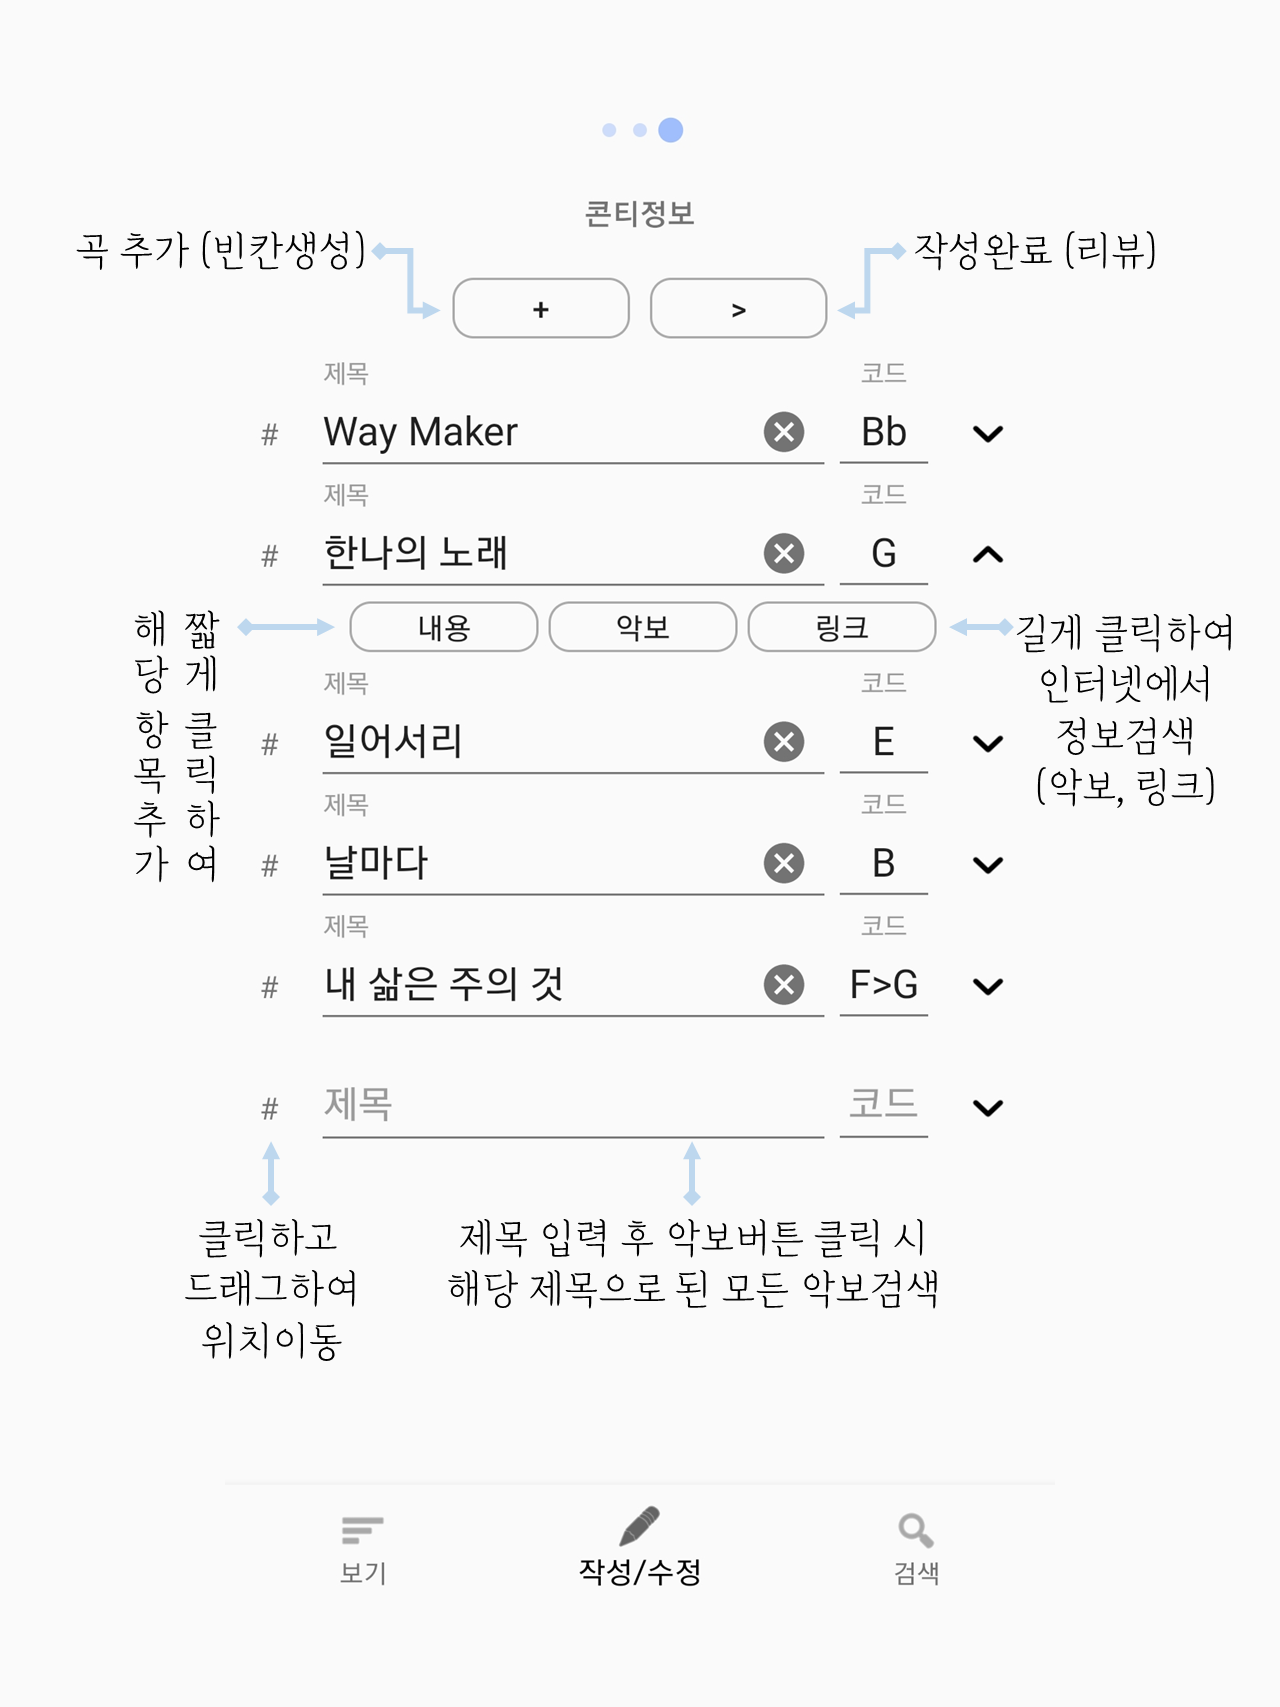 콘티정보
곡 추가 (빈칸생성)
작성완료 (리뷰)
+
>
제목
코드
#
Way Maker
Bb
제목
코드
#
한나의 노래
G
짧게 클릭하여
해당 항목추가
내용
악보
링크
길게 클릭하여
인터넷에서
정보검색
(악보, 링크)
제목
코드
#
일어서리
E
제목
코드
#
날마다
B
제목
코드
#
내 삶은 주의 것
F>G
#
제목
코드
클릭하고
드래그하여
위치이동
제목 입력 후 악보버튼 클릭 시
해당 제목으로 된 모든 악보검색
보기
작성/수정
검색